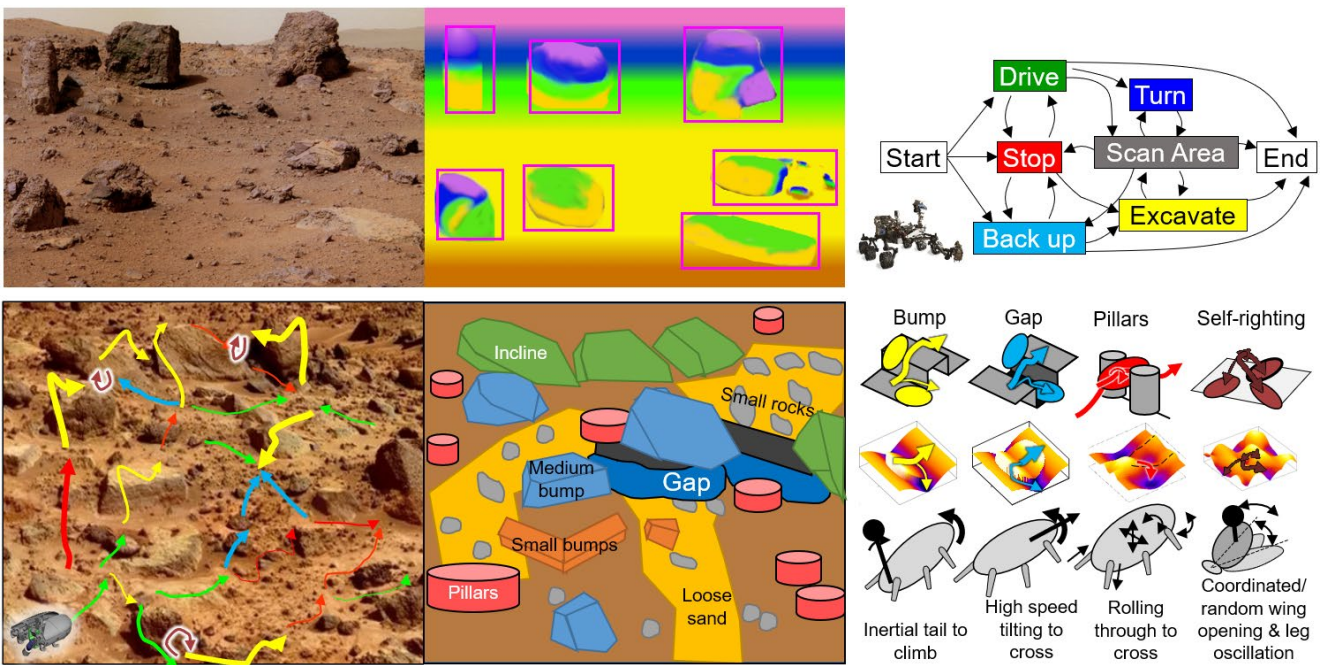 Drive
Turn
Start
Stop
Scan Area
End
Excavate
Back up
Incline
Small rocks
Medium
bump
Gap
Small bumps
Pillars
Loose
sand
Bump
Gap
Pillars
Self-righting
Inertial tail to
climb
High speed
tilting to
cross
Rolling
through to
cross
Coordinated/
random wing
opening & leg
oscillation